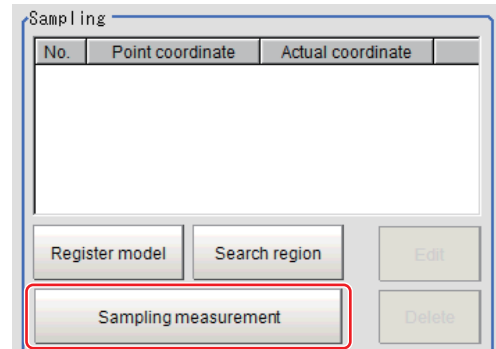 Sampling
No. Point coordinate Actual coordinate
Register model Search region Edit
Sampling measurement Delete